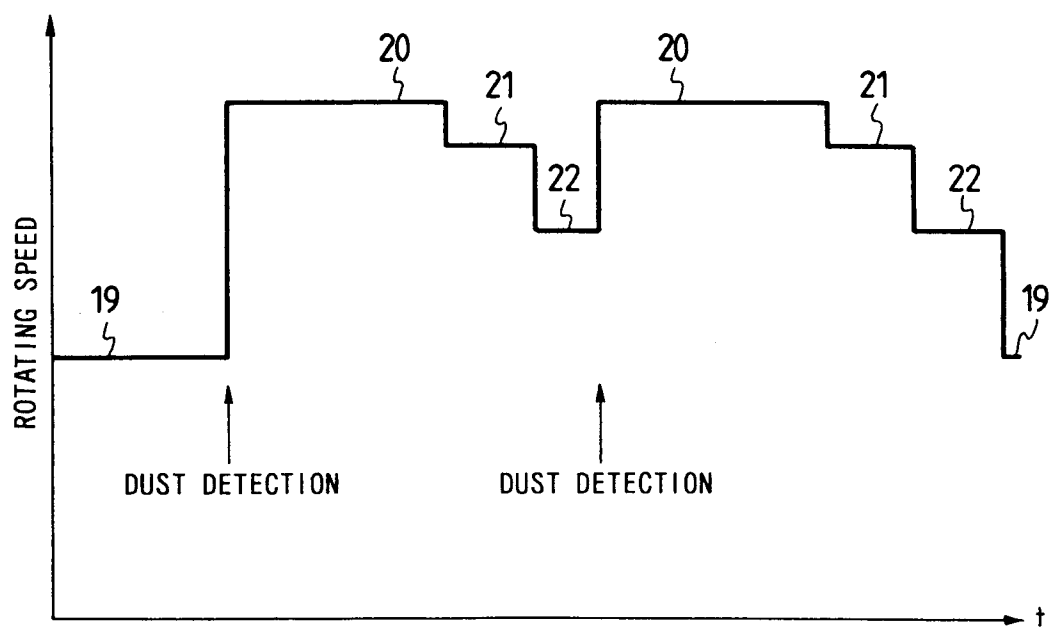 20
20
21
21
22
22
19
19
ROTATING SPEED
DUST DETECTION
DUST DETECTION
t